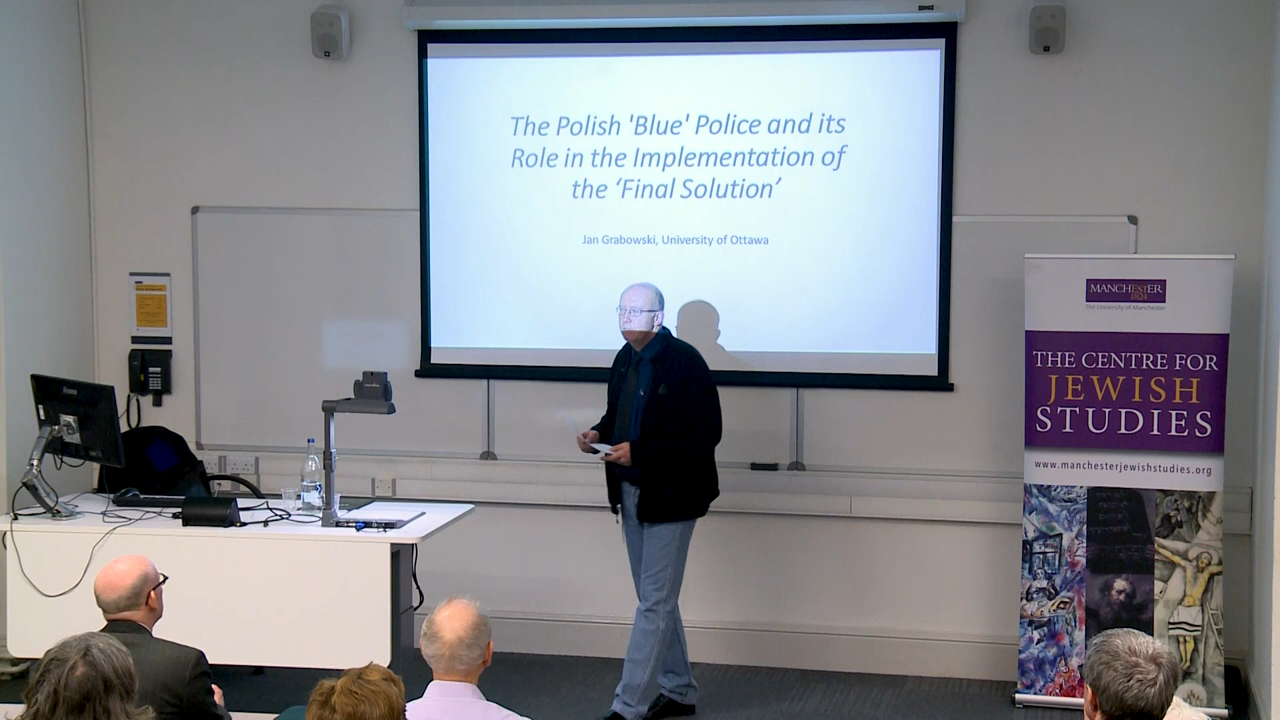 The Polish 'Blue' Police and its
Role in the Implementation of
the ‘Final Solution’
Jan Grabowski, University of Ottawa
MANCHESTER
1824
The University of Manchester
THE CENTRE FOR
JEWISH
STUDIES
www.manchesterjewishstudies.org